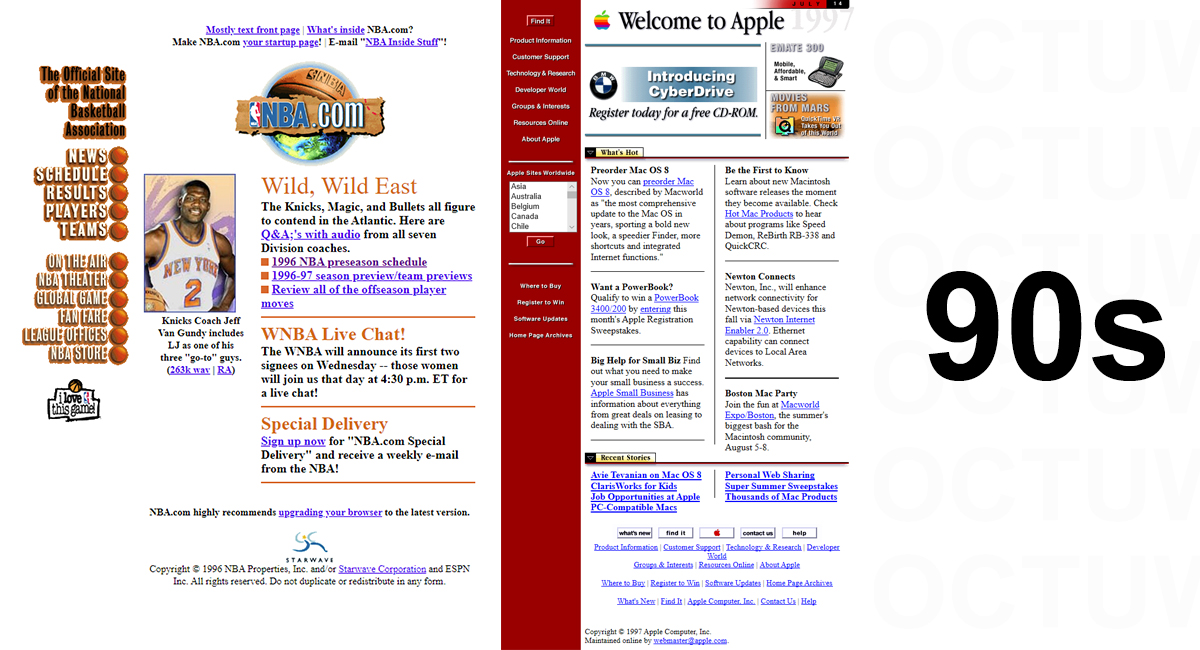 Mostly text front page | What's inside NBA.com?
Make NBA.com your startup page! | E-mail "NBA Inside Stuff"!
The Official Site
of the National
Basketball
Association
NBA.com
NEWS
SCHEDULE
RESULTS
PLAYERS
TEAMS
ON THE AIR
NBA THEATER
GLOBAL GAME
FAN FARE
LEAGUE OFFICES
NBA STORE
i love
this game!
NEW YORK
2
Knicks Coach Jeff
Van Gundy includes
LJ as one of his
three "go-to" guys.
(263k wav | RA)
Wild, Wild East
The Knicks, Magic, and Bullets all figure
to contend in the Atlantic. Here are
Q&A;'s with audio from all seven
Division coaches.
1996 NBA preseason schedule
1996-97 season preview/team previews
Review all of the offseason player
moves
WNBA Live Chat!
The WNBA will announce its first two
signees on Wednesday -- those women
will join us that day at 4:30 p.m. ET for
a live chat!
Special Delivery
Sign up now for "NBA.com Special
Delivery" and receive a weekly e-mail
from the NBA!
NBA.com highly recommends upgrading your browser to the latest version.
STARWAVE
Copyright © 1996 NBA Properties, Inc. and/or Starwave Corporation and ESPN
Inc. All rights reserved. Do not duplicate or redistribute in any form.
Find It
Product Information
Customer Support
Technology & Research
Developer World
Groups & Interests
Resources Online
About Apple
Apple Sites Worldwide
Asia
Australia
Belgium
Canada
Chile
Go
Where to Buy
Register to Win
Software Updates
Home Page Archives
JULY 14
1997
Welcome to Apple
BMW
Introducing
CyberDrive
Register today for a free CD-ROM.
EMATE 300
Mobile,
Affordable,
& Smart
MOVIES
FROM MARS
QuickTime VR
Takes You Out
of this World
What's Hot
Preorder Mac OS 8
Now you can preorder Mac
OS 8, described by Macworld
as "the most comprehensive
update to the Mac OS in
years, sporting a bold new
look, a speedier Finder, more
shortcuts and integrated
Internet functions."
Want a PowerBook?
Qualify to win a PowerBook
3400/200 by entering this
month's Apple Registration
Sweepstakes.
Big Help for Small Biz Find
out what you need to make
your small business a success.
Apple Small Business has
information about everything
from great deals on leasing to
dealing with the SBA.
Be the First to Know
Learn about new Macintosh
software releases the moment
they become available. Check
Hot Mac Products to hear
about programs like Speed
Demon, ReBirth RB-338 and
QuickCRC.
Newton Connects
Newton, Inc., will enhance
network connectivity for
Newton-based devices this
fall via Newton Internet
Enabler 2.0. Ethernet
capability can connect
devices to Local Area
Networks.
Boston Mac Party
Join the fun at Macworld
Expo/Boston, the summer's
biggest bash for the
Macintosh community,
August 5-8.
Recent Stories
Avie Tevanian on Mac OS 8
ClarisWorks for Kids
Job Opportunities at Apple
PC-Compatible Macs
Personal Web Sharing
Super Summer Sweepstakes
Thousands of Mac Products
what's new find it contact us help
Product Information | Customer Support | Technology & Research | Developer
World
Groups & Interests | Resources Online | About Apple
Where to Buy | Register to Win | Software Updates | Home Page Archives
What's New | Find It | Apple Computer, Inc. | Contact Us | Help
Copyright © 1997 Apple Computer, Inc.
Maintained online by webmaster@apple.com.
90s
OCTUW
OCTUW
OCTUW
OCTUW
OCTUW
OCTUW